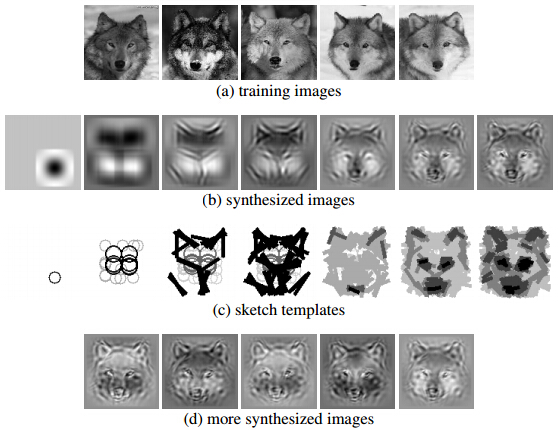 (a) training images
(b) synthesized images
(c) sketch templates
(d) more synthesized images